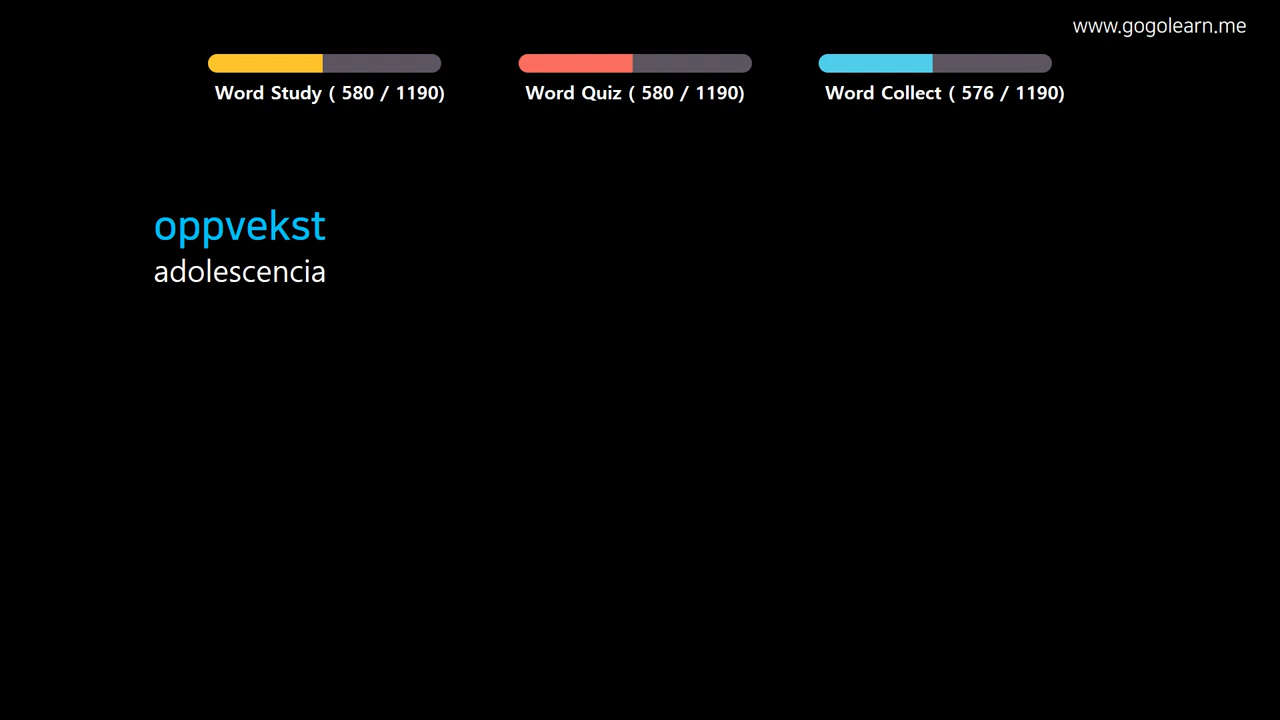 www.gogolearn.me
Word Study ( 580 / 1190)
Word Quiz ( 580 / 1190)
Word Collect ( 576 / 1190)
oppvekst
adolescencia